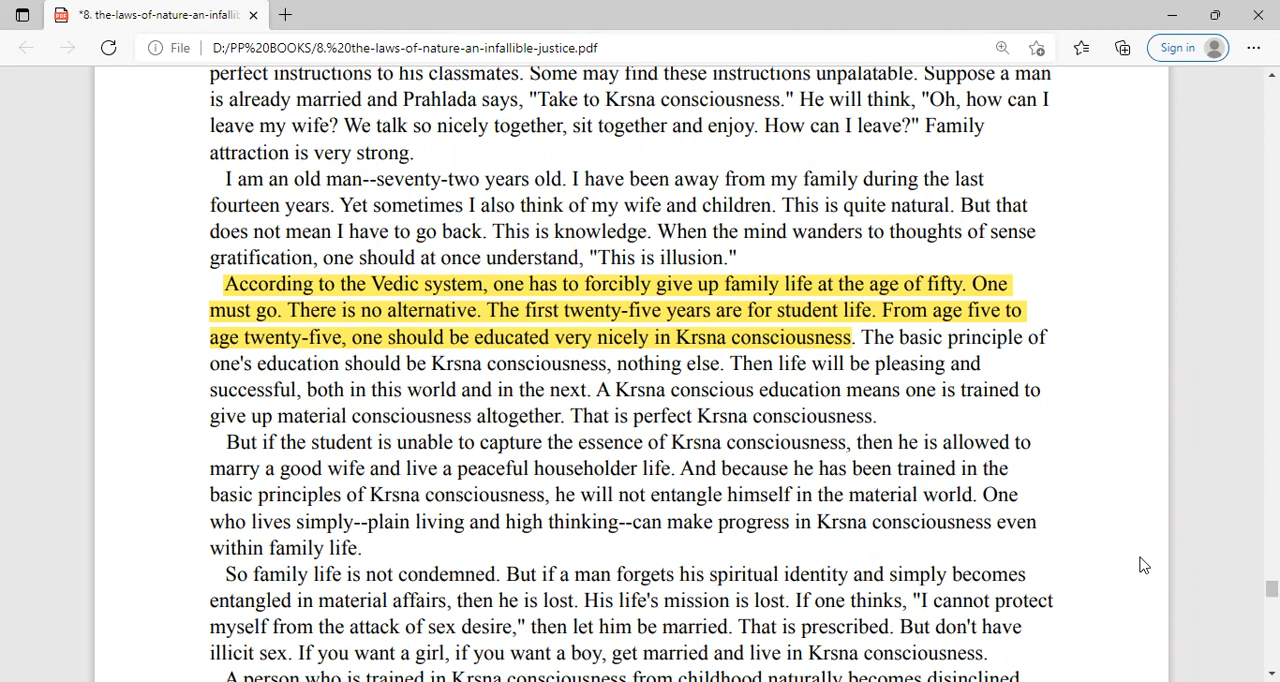 *8. the-laws-of-nature-an-infallib
File D:/PP%20BOOKS/8.%20the-laws-of-nature-an-infallible-justice.pdf Sign in
perfect instructions to his classmates. Some may find these instructions unpalatable. Suppose a man
is already married and Prahlada says, "Take to Krsna consciousness." He will think, "Oh, how can I
leave my wife? We talk so nicely together, sit together and enjoy. How can I leave?" Family
attraction is very strong.
I am an old man--seventy-two years old. I have been away from my family during the last
fourteen years. Yet sometimes I also think of my wife and children. This is quite natural. But that
does not mean I have to go back. This is knowledge. When the mind wanders to thoughts of sense
gratification, one should at once understand, "This is illusion."
According to the Vedic system, one has to forcibly give up family life at the age of fifty. One
must go. There is no alternative. The first twenty-five years are for student life. From age five to
age twenty-five, one should be educated very nicely in Krsna consciousness. The basic principle of
one's education should be Krsna consciousness, nothing else. Then life will be pleasing and
successful, both in this world and in the next. A Krsna conscious education means one is trained to
give up material consciousness altogether. That is perfect Krsna consciousness.
But if the student is unable to capture the essence of Krsna consciousness, then he is allowed to
marry a good wife and live a peaceful householder life. And because he has been trained in the
basic principles of Krsna consciousness, he will not entangle himself in the material world. One
who lives simply--plain living and high thinking--can make progress in Krsna consciousness even
within family life.
So family life is not condemned. But if a man forgets his spiritual identity and simply becomes
entangled in material affairs, then he is lost. His life's mission is lost. If one thinks, "I cannot protect
myself from the attack of sex desire," then let him be married. That is prescribed. But don't have
illicit sex. If you want a girl, if you want a boy, get married and live in Krsna consciousness.
A person who is trained in Krsna consciousness from childhood naturally becomes disinclined